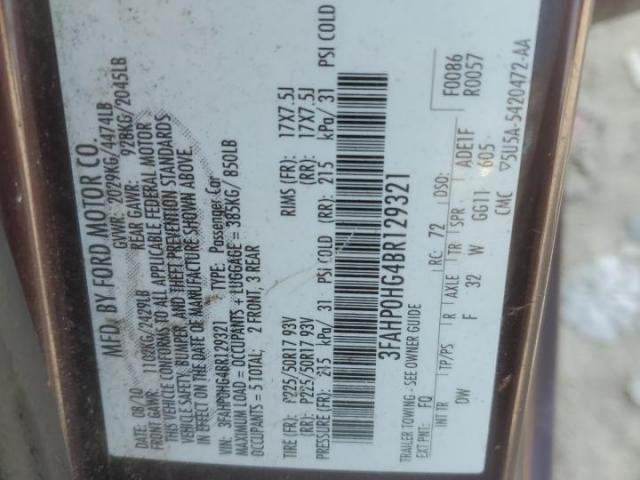 MFD. BY FORD MOTOR CO.
DATE: 08/10 GVWR: 2029KG/4474LB
FRONT GAWR: 1102KG/2429LB REAR GAWR: 928KG/2045LB
THIS VEHICLE CONFORMS TO ALL APPLICABLE FEDERAL MOTOR
VEHICLE SAFETY, BUMPER, AND THEFT PREVENTION STANDARDS
IN EFFECT ON THE DATE OF MANUFACTURE SHOWN ABOVE.
VIN: 3FAHP0HG4BR129321 TYPE: Passenger Car
MAXIMUM LOAD = OCCUPANTS + LUGGAGE = 385KG/ 850LB
OCCUPANTS = 5 TOTAL: 2 FRONT, 3 REAR
TIRE (FR): P225/50R17 93V RIMS (FR): 17X7.5J
(RR): P225/50R17 93V (RR): 17X7.5J
PRESSURE (FR): 215 kPa/ 31 PSI COLD (RR): 215 kPa/ 31 PSI COLD
3FAHP0HG4BR129321
TRAILER TOWING - SEE OWNER GUIDE
F0086
EXT PNT: FQ RC: 72 DSO: R0057
INT TR TP/PS R AXLE TR SPR ADE1F
DW F 32 W GG11 605
CMC ▽5U5A-5420472-AA